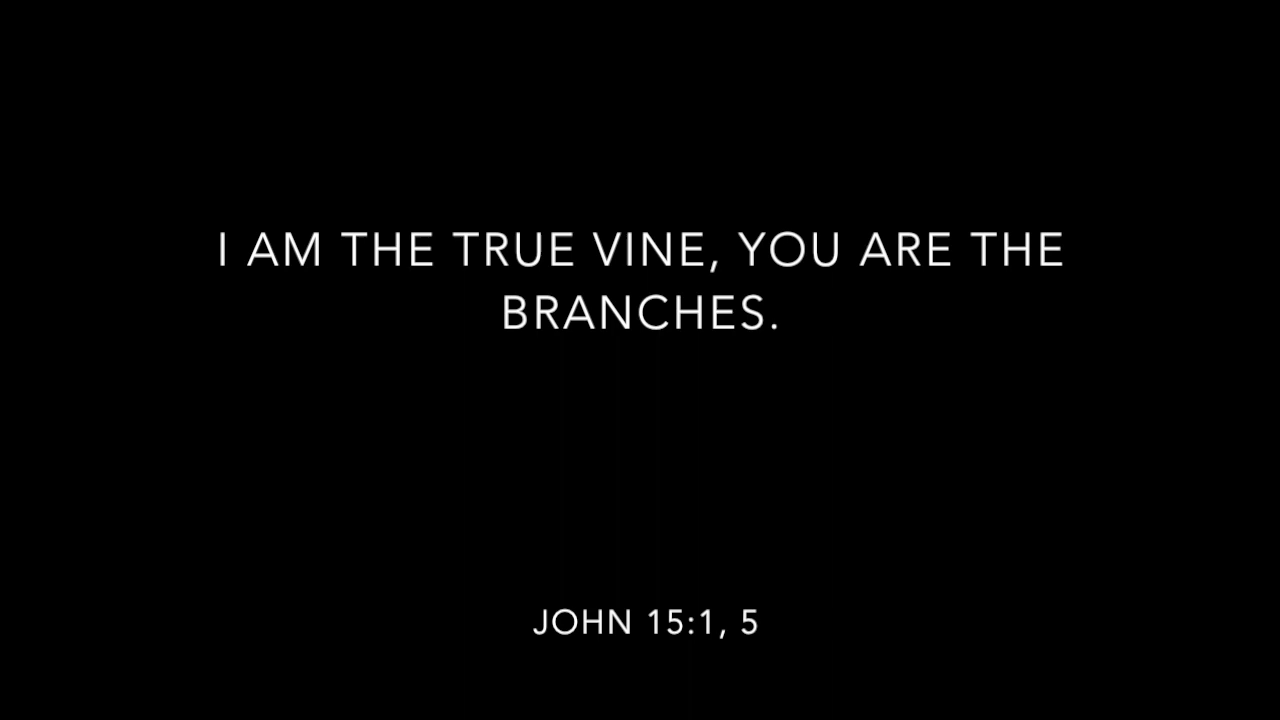 I AM THE TRUE VINE, YOU ARE THE
BRANCHES.
JOHN 15:1, 5